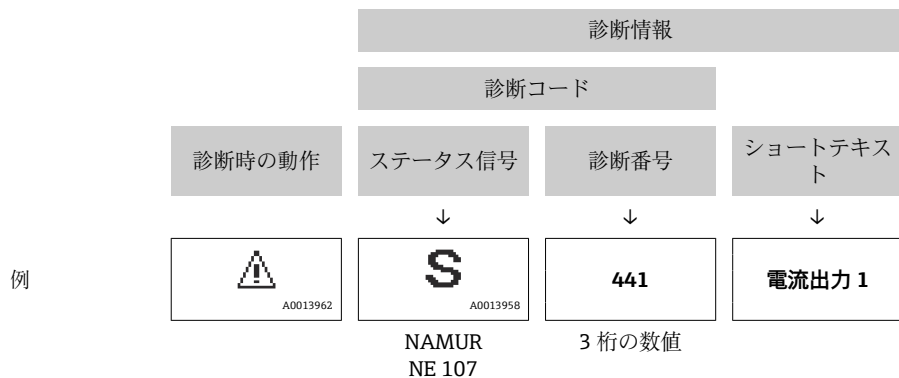 診断情報
診断コード
診断時の動作 ステータス信号 診断番号 ショートテキス
ト
↓ ↓ ↓
例 S 441 電流出力 1
A0013962 A0013958
NAMUR 3 桁の数値
NE 107